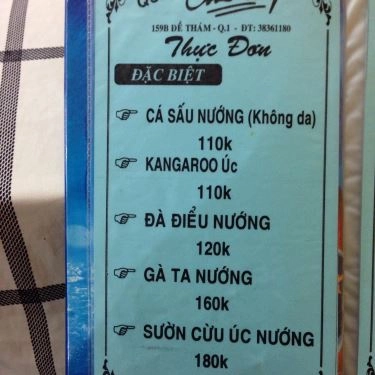 159B ĐỀ THÁM - Q.1 - ĐT: 38361180
Thực Đơn
ĐẶC BIỆT
CÁ SẤU NƯỚNG (Không da)
110k
KANGAROO Úc
110k
ĐÀ ĐIỂU NƯỚNG
120k
GÀ TA NƯỚNG
160k
SƯỜN CỪU ÚC NƯỚNG
180k